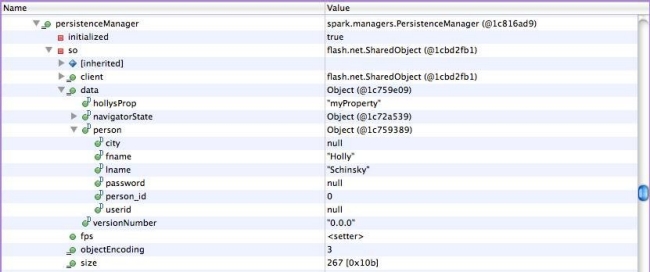 Name Value
persistenceManager spark.managers.PersistenceManager (@1c816ad9)
initialized true
so flash.net.SharedObject (@1cbd2fb1)
[inherited]
client flash.net.SharedObject (@1cbd2fb1)
data Object (@1c759e09)
hollysProp "myProperty"
navigatorState Object (@1c72a539)
person Object (@1c759389)
city null
fname "Holly"
lname "Schinsky"
password null
person_id 0
userid null
versionNumber "0.0.0"
fps <setter>
objectEncoding 3
size 267 [0x10b]